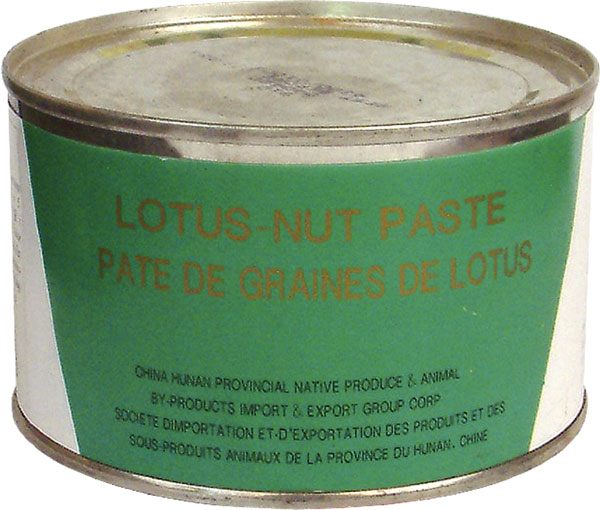 LOTUS-NUT PASTE
PATE DE GRAINES DE LOTUS
CHINA HUNAN PROVINCIAL NATIVE PRODUCE & ANIMAL
BY-PRODUCTS IMPORT & EXPORT GROUP CORP
SOCIETE DIMPORTATION ET-D'EXPORTATION DES PRODUITS ET DES
SOUS-PRODUITS ANIMAUX DE LA PROVINCE DU HUNAN, CHINE